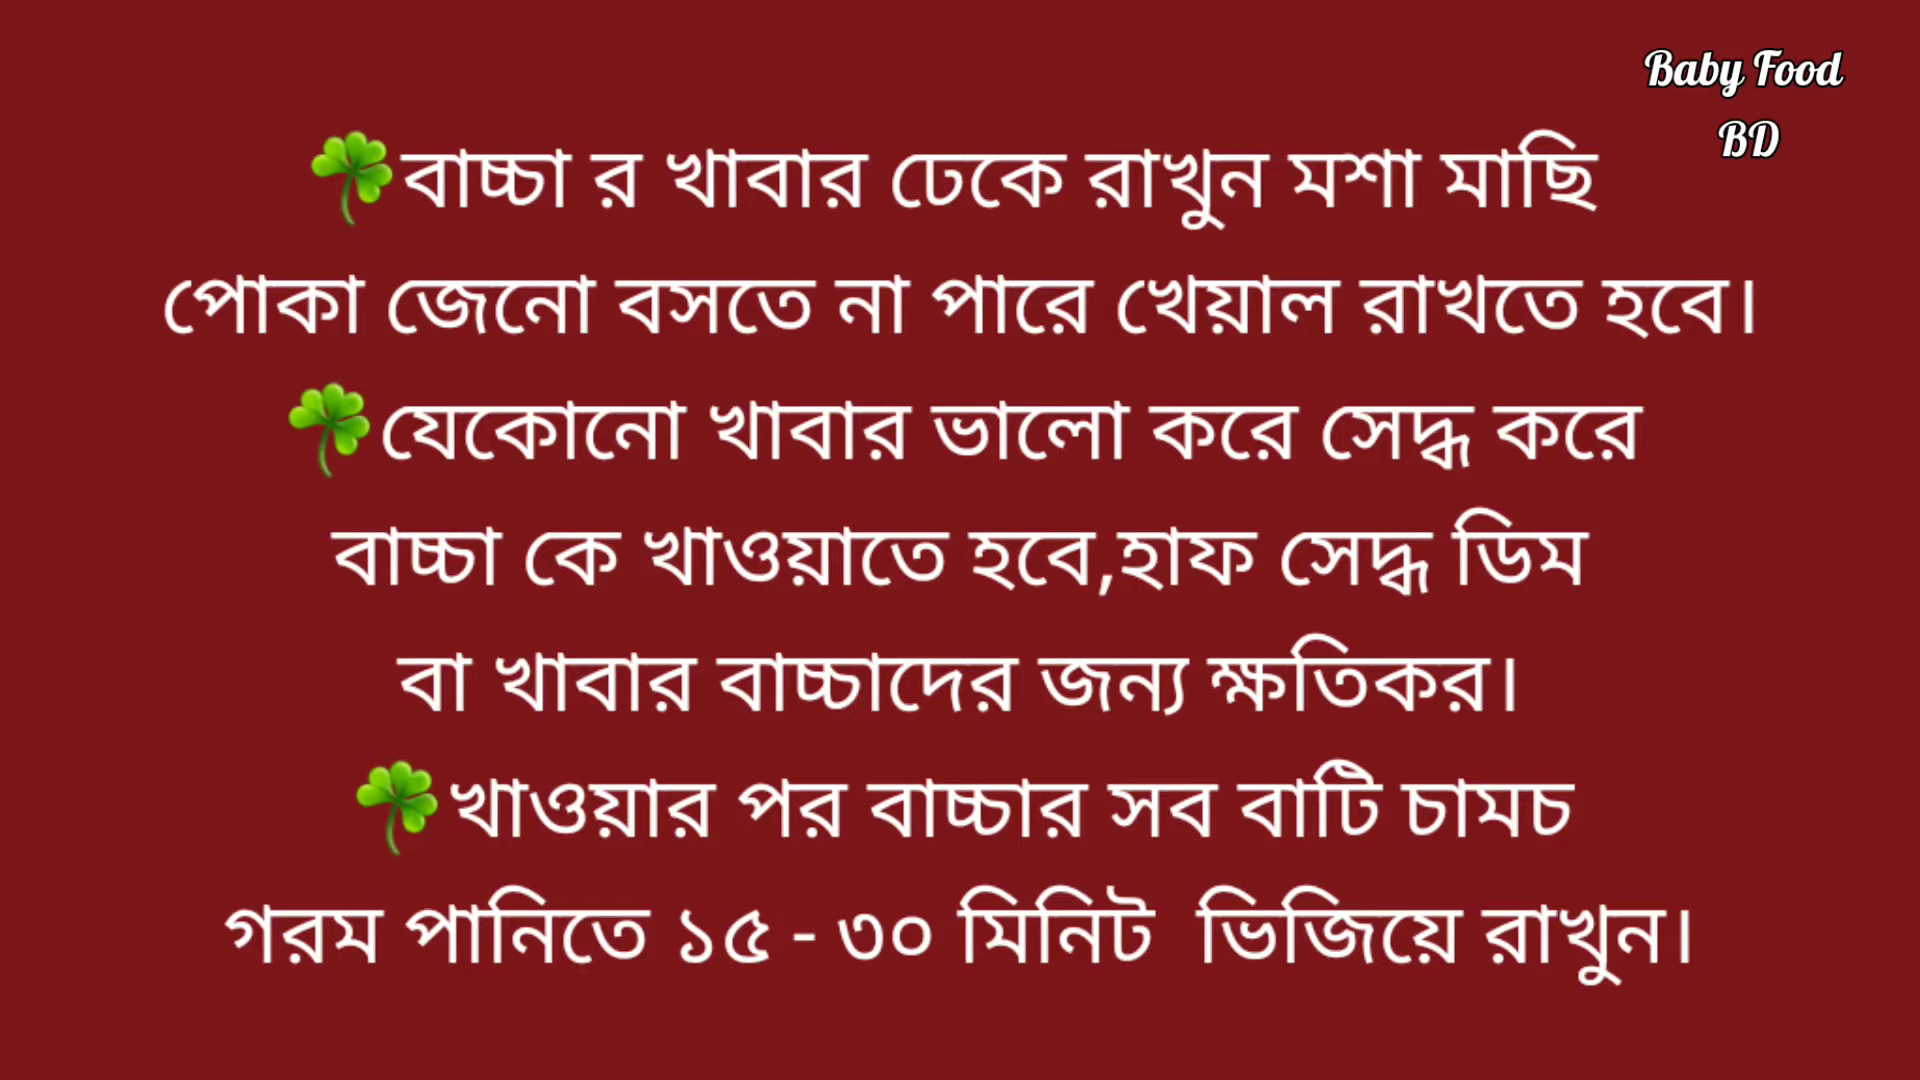 Baby Food
BD
☘️বাচ্চা র খাবার ঢেকে রাখুন মশা মাছি
পোকা জেনো বসতে না পারে খেয়াল রাখতে হবে।
☘️যেকোনো খাবার ভালো করে সেদ্ধ করে
বাচ্চা কে খাওয়াতে হবে,হাফ সেদ্ধ ডিম
বা খাবার বাচ্চাদের জন্য ক্ষতিকর।
☘️খাওয়ার পর বাচ্চার সব বাটি চামচ
গরম পানিতে ১৫ - ৩০ মিনিট  ভিজিয়ে রাখুন।